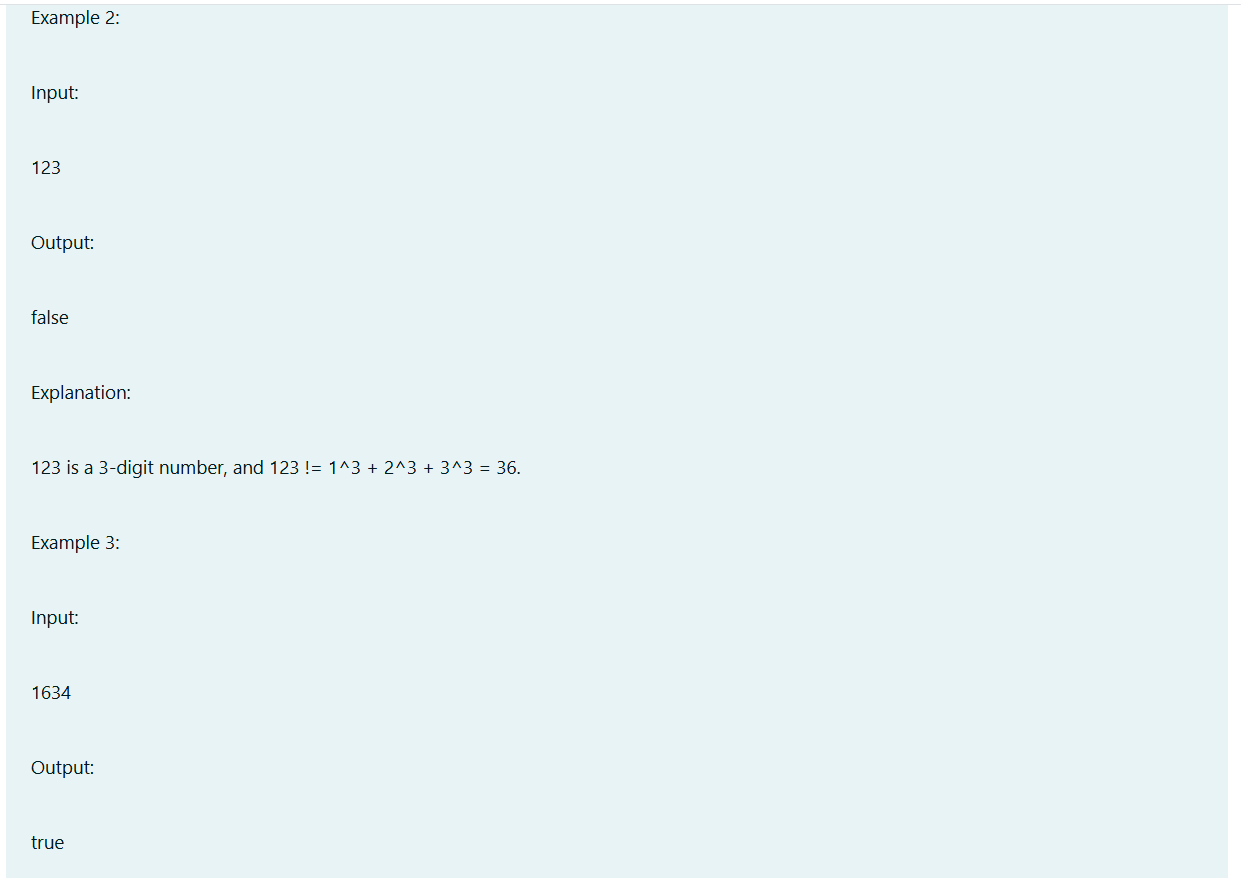 Example 2:
Input:
123
Output:
false
Explanation:
123 is a 3-digit number, and 123 != 1^3 + 2^3 + 3^3 = 36.
Example 3:
Input:
1634
Output:
true